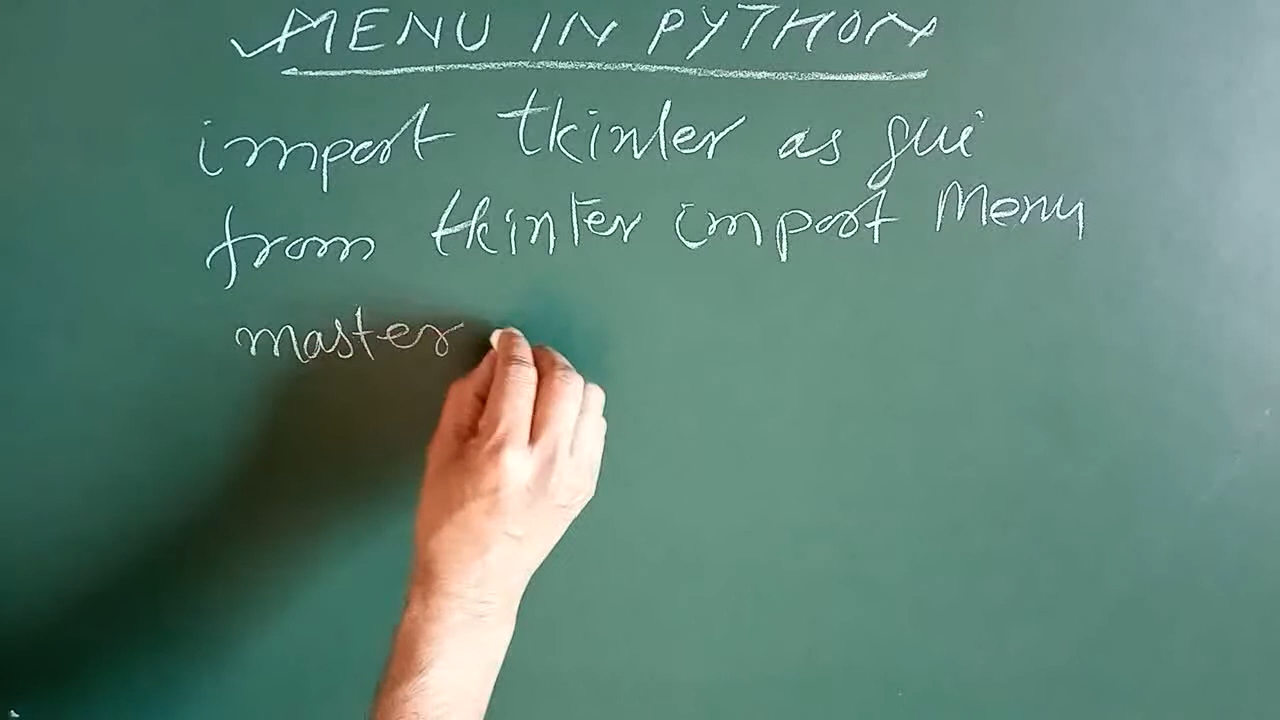 MENU IN PYTHON
import tkinter as gui
from tkinter import Menu
master